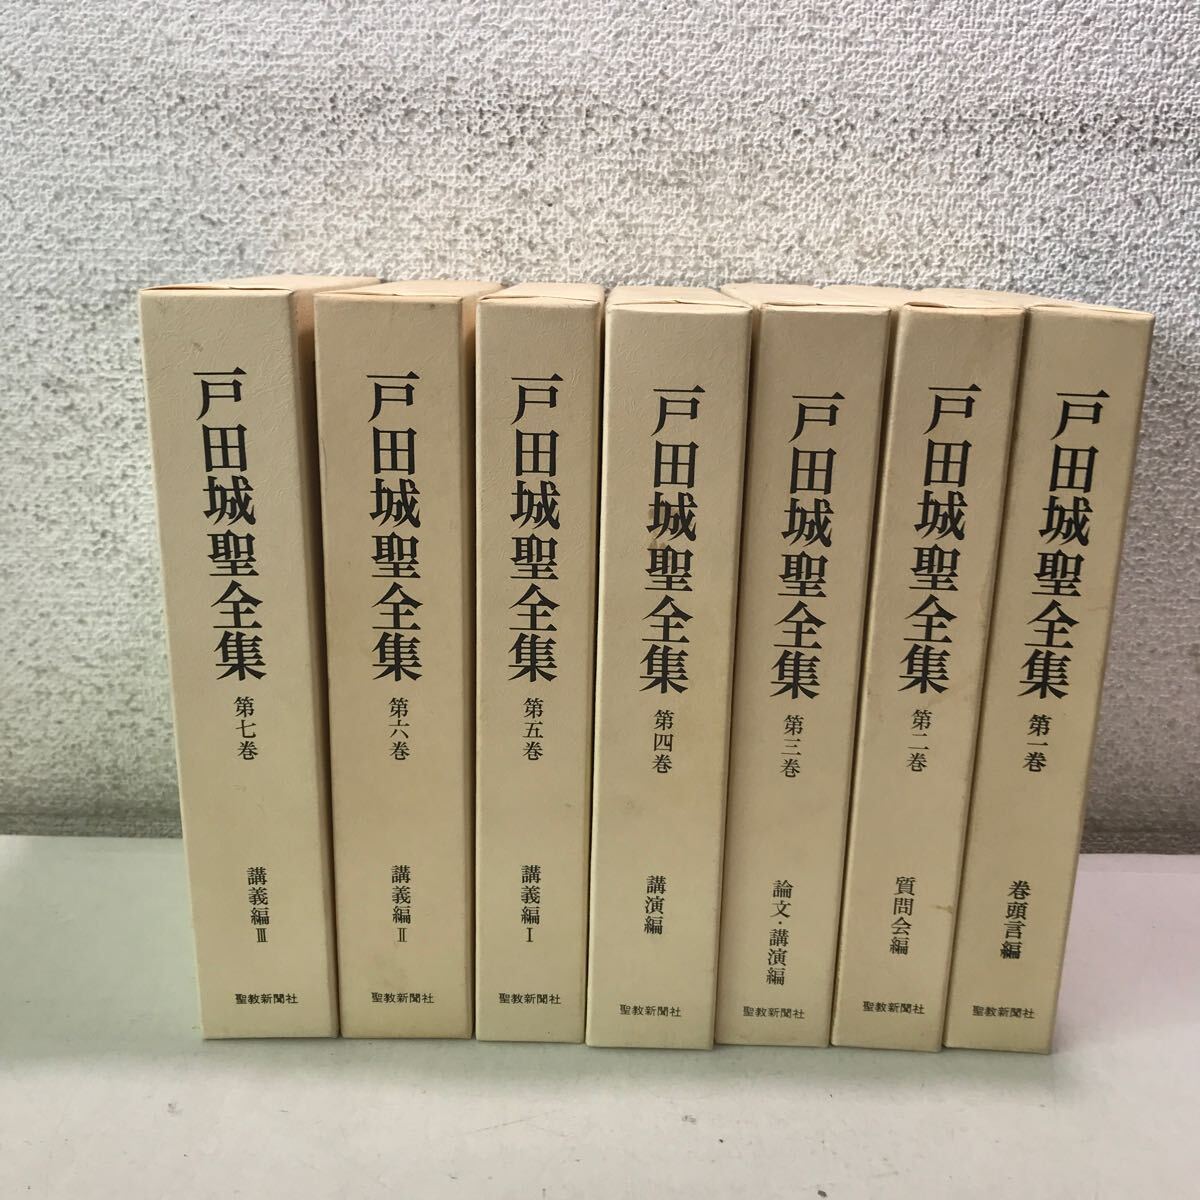 戸田城聖全集 第一巻
巻頭言編
聖教新聞社
戸田城聖全集 第二巻
質問会編
聖教新聞社
戸田城聖全集 第三巻
論文・講演編
聖教新聞社
戸田城聖全集 第四巻
講演編
聖教新聞社
戸田城聖全集 第五巻
講義編Ⅰ
聖教新聞社
戸田城聖全集 第六巻
講義編Ⅱ
聖教新聞社
戸田城聖全集 第七巻
講義編Ⅲ
聖教新聞社